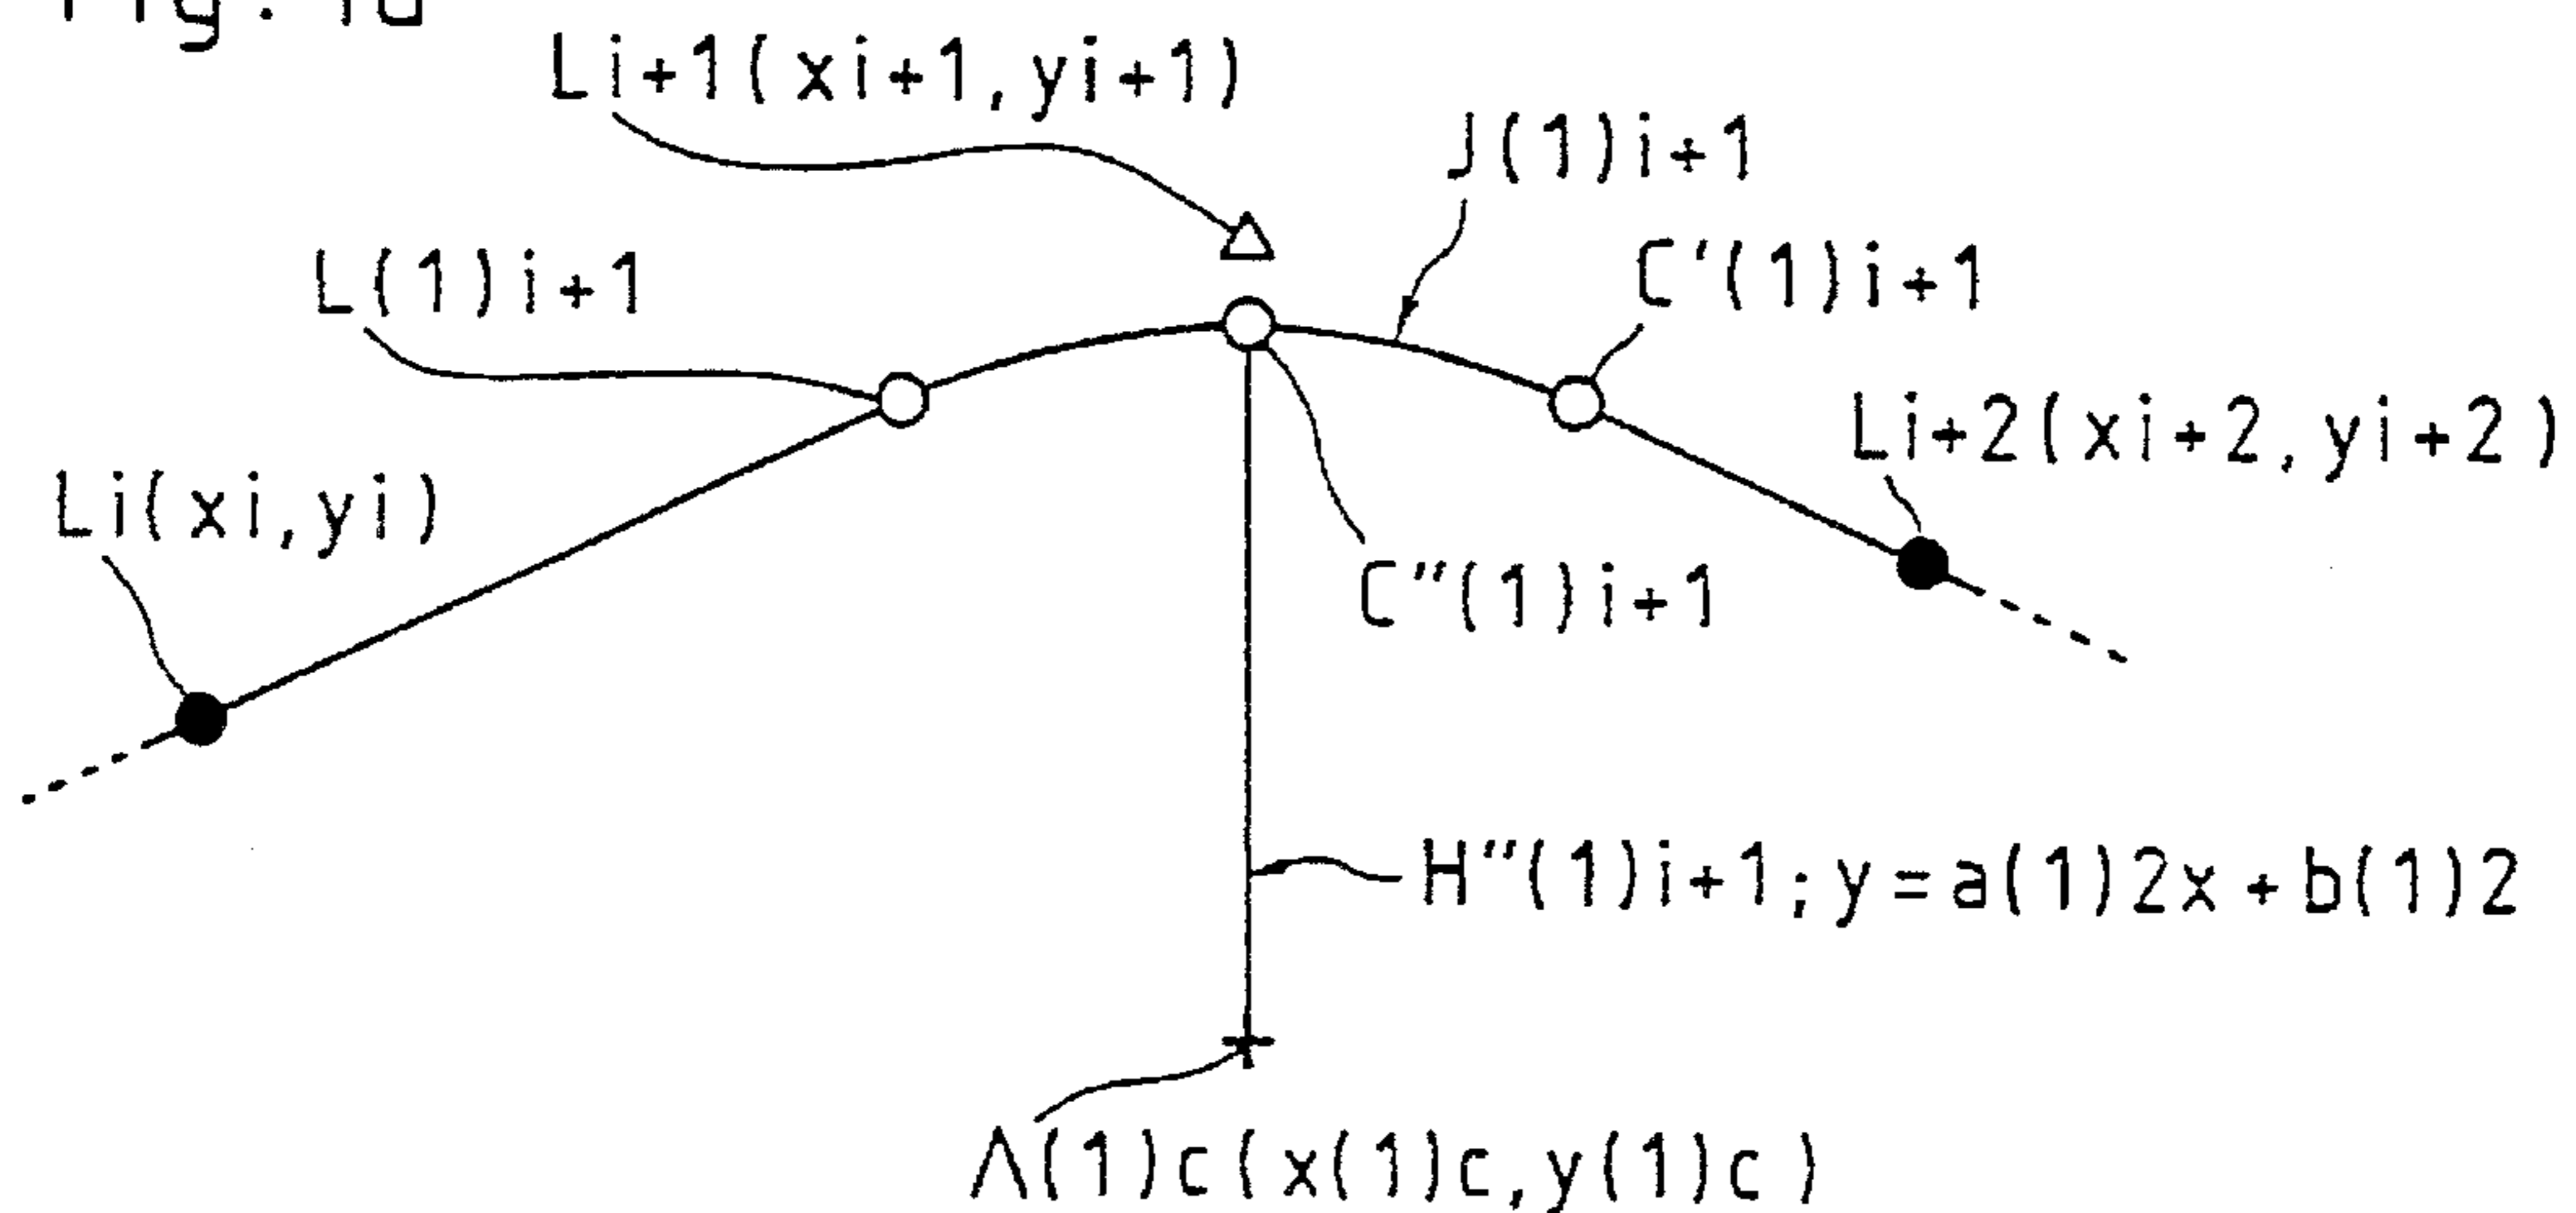 Li+1(xi+1,yi+1)
J(1)i+1
L(1)i+1
C'(1)i+1
Li+2(xi+2,yi+2)
Li(xi,yi)
C"(1)i+1
H"(1)i+1;y=a(1)2x+b(1)2
Λ(1)c(x(1)c,y(1)c)